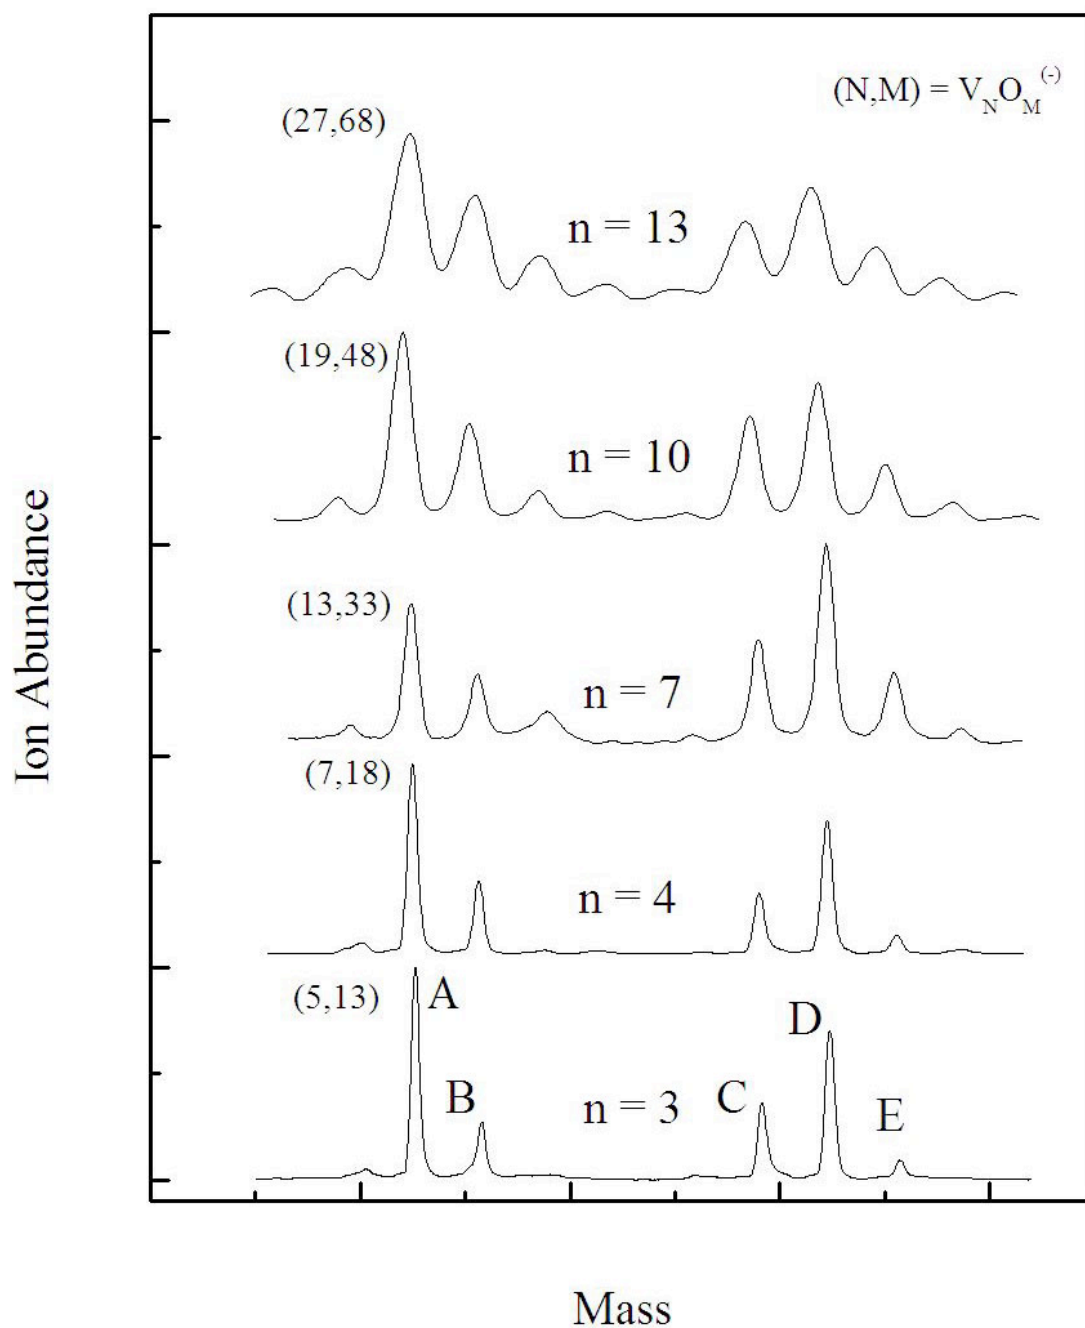 (N,M) = V_NO_M^(-)
(27,68)
n = 13
(19,48)
n = 10
(13,33)
n = 7
(7,18)
n = 4
(5,13)
A
B
n = 3
C
D
E
Ion Abundance
Mass